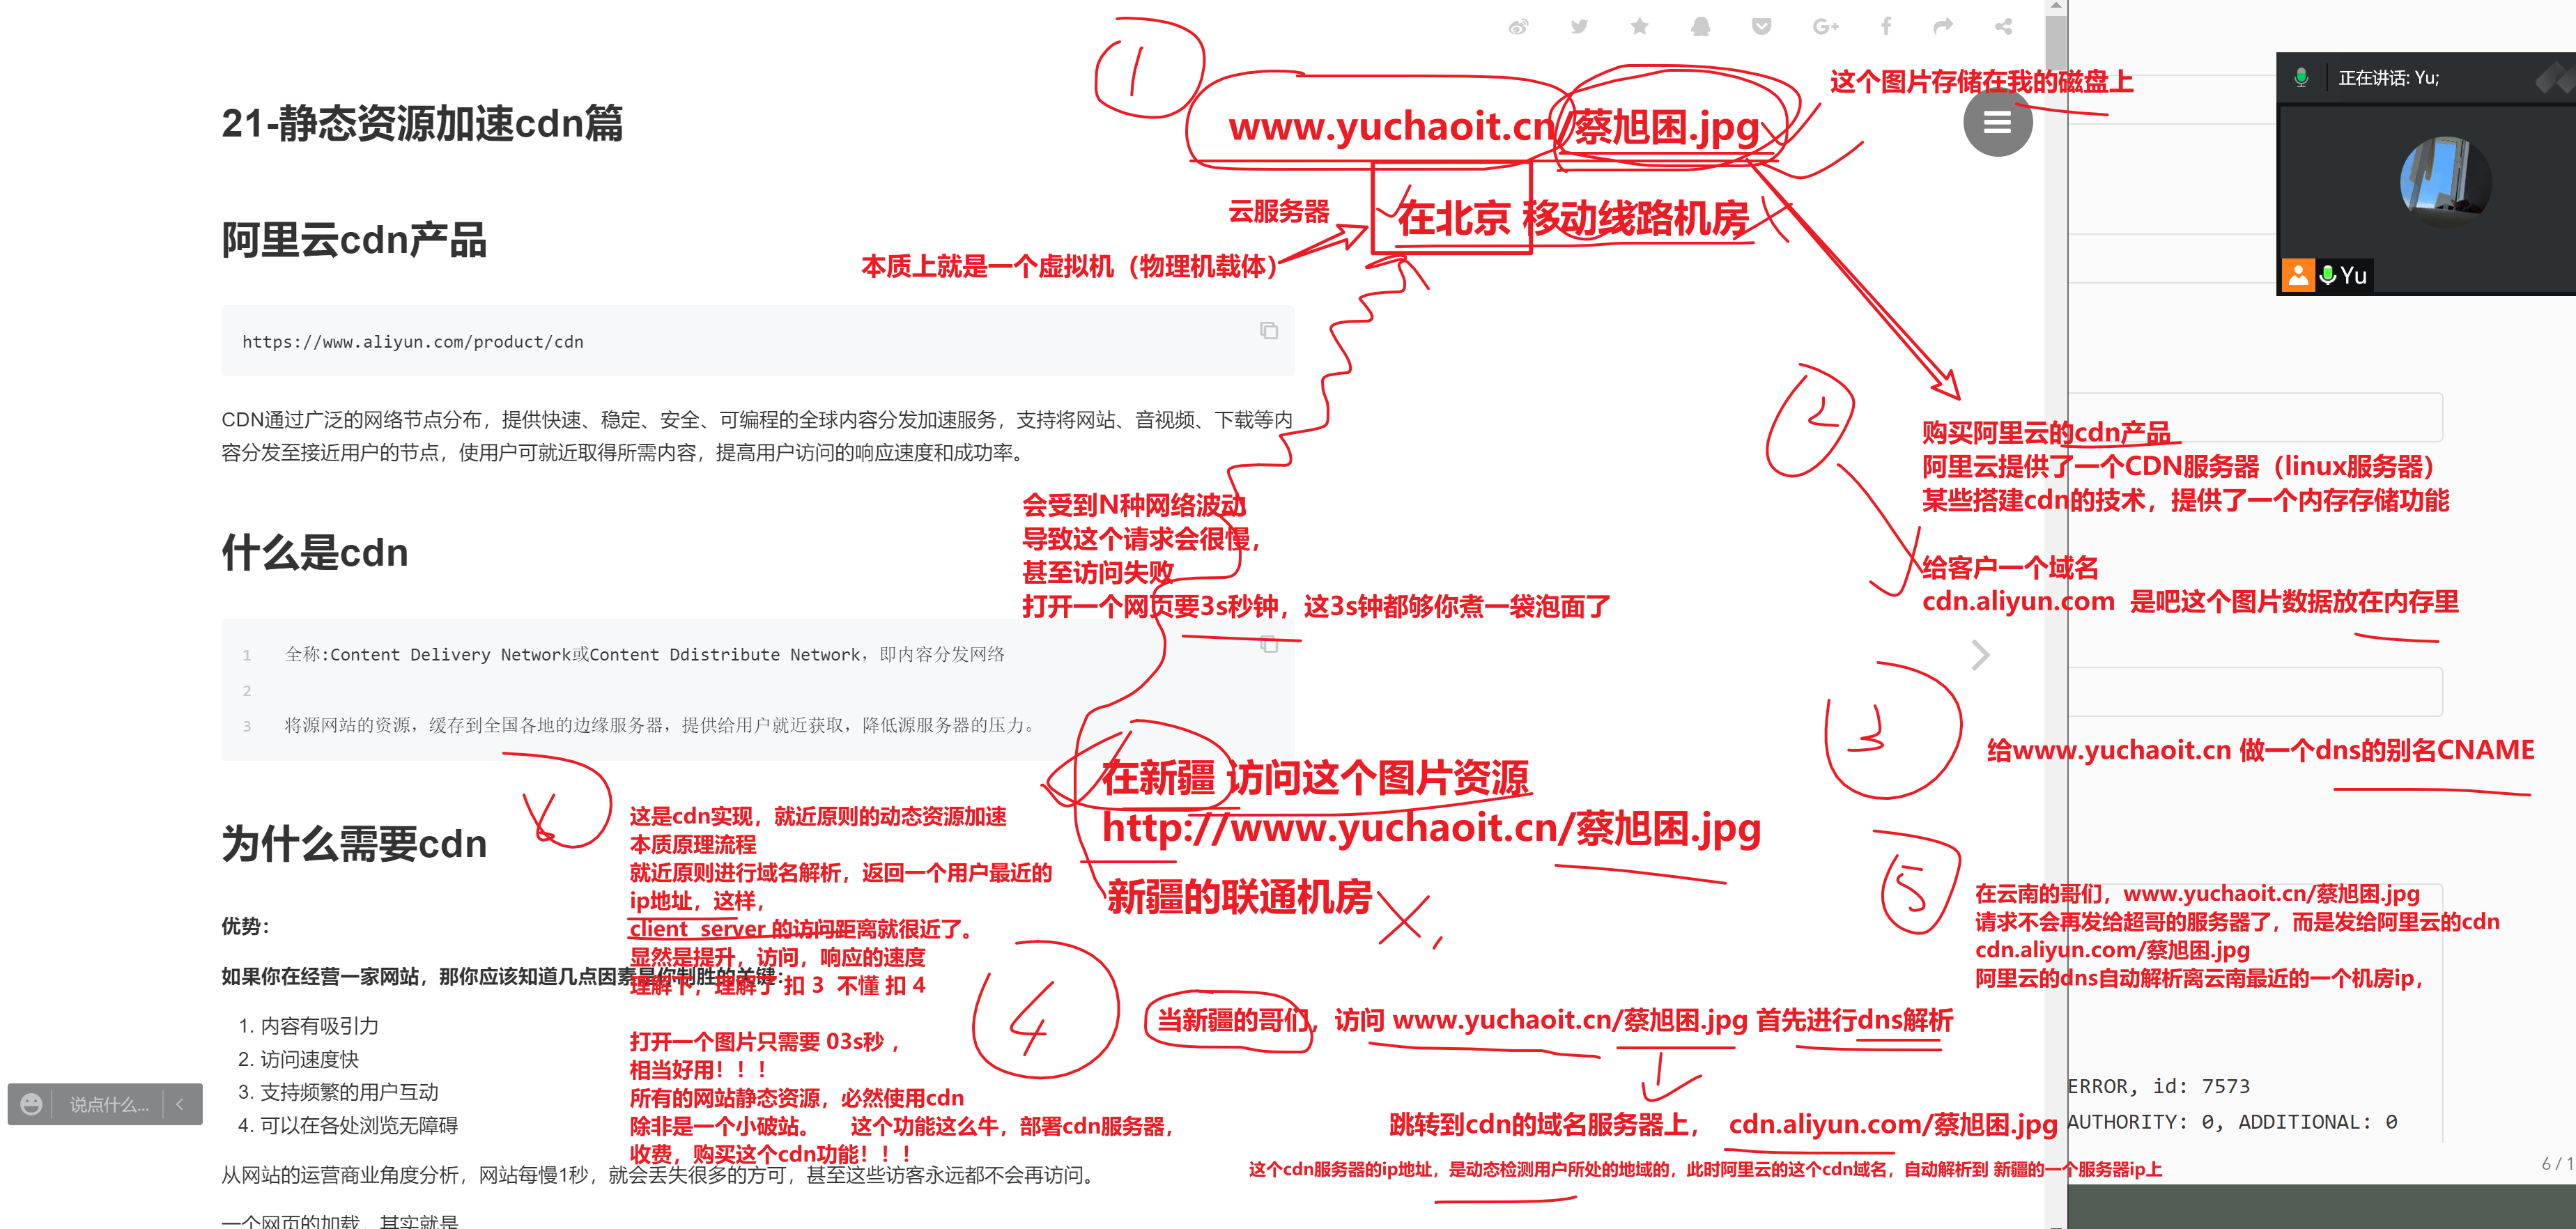 21-静态资源加速cdn篇
阿里云cdn产品
https://www.aliyun.com/product/cdn
CDN通过广泛的网络节点分布，提供快速、稳定、安全、可编程的全球内容分发加速服务，支持将网站、音视频、下载等内
容分发至接近用户的节点，使用户可就近取得所需内容，提高用户访问的响应速度和成功率。
什么是cdn
1 全称:Content Delivery Network或Content Ddistribute Network，即内容分发网络
2
3 将源网站的资源，缓存到全国各地的边缘服务器，提供给用户就近获取，降低源服务器的压力。
为什么需要cdn
优势：
如果你在经营一家网站，那你应该知道几点因素是你制胜的关键：
1. 内容有吸引力
2. 访问速度快
3. 支持频繁的用户互动
4. 可以在各处浏览无障碍
从网站的运营商业角度分析，网站每慢1秒，就会丢失很多的方可，甚至这些访客永远都不会再访问。
一个网页的加载，其实就是
说点什么...
1
www.yuchaoit.cn/蔡旭困.jpg
这个图片存储在我的磁盘上
云服务器
在北京 移动线路机房
本质上就是一个虚拟机（物理机载体）
会受到N种网络波动
导致这个请求会很慢，
甚至访问失败
打开一个网页要3s秒钟，这3s钟都够你煮一袋泡面了
在新疆 访问这个图片资源
http://www.yuchaoit.cn/蔡旭困.jpg
新疆的联通机房
2
购买阿里云的cdn产品
阿里云提供了一个CDN服务器（linux服务器）
某些搭建cdn的技术，提供了一个内存存储功能
给客户一个域名
cdn.aliyun.com 是吧这个图片数据放在内存里
3
给www.yuchaoit.cn 做一个dns的别名CNAME
4
当新疆的哥们，访问 www.yuchaoit.cn/蔡旭困.jpg 首先进行dns解析
跳转到cdn的域名服务器上， cdn.aliyun.com/蔡旭困.jpg
这个cdn服务器的ip地址，是动态检测用户所处的地域的，此时阿里云的这个cdn域名，自动解析到 新疆的一个服务器ip上
5
在云南的哥们，www.yuchaoit.cn/蔡旭困.jpg
请求不会再发给超哥的服务器了，而是发给阿里云的cdn
cdn.aliyun.com/蔡旭困.jpg
阿里云的dns自动解析离云南最近的一个机房ip，
这是cdn实现，就近原则的动态资源加速
本质原理流程
就近原则进行域名解析，返回一个用户最近的
ip地址，这样，
client server 的访问距离就很近了。
显然是提升，访问，响应的速度
理解下，理解了 扣 3 不懂 扣 4
打开一个图片只需要 03s秒，
相当好用！！！
所有的网站静态资源，必然使用cdn
除非是一个小破站。 这个功能这么牛，部署cdn服务器，
收费，购买这个cdn功能！！！
正在讲话: Yu;
Yu
ERROR, id: 7573
AUTHORITY: 0, ADDITIONAL: 0
6 / 1